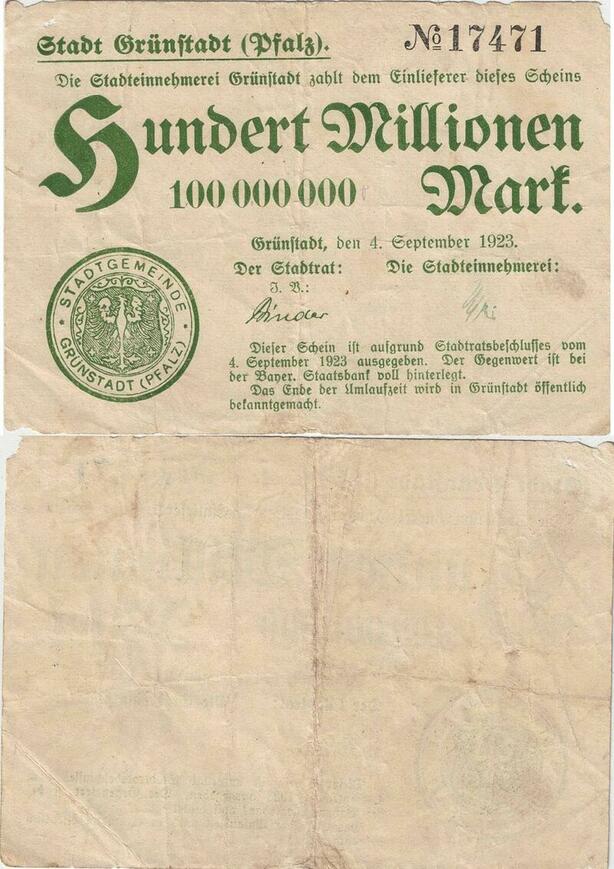 Stadt Grünstadt (Pfalz).
№ 17471
Die Stadteinnehmerei Grünstadt zahlt dem Einlieferer dieses Scheins
Hundert Millionen
100 000 000 Mark.
Grünstadt, den 4. September 1923.
Der Stadtrat: Die Stadteinnehmerei:
J. V.:
STADTGEMEINDE
GRÜNSTADT (PFALZ)
Dieser Schein ist aufgrund Stadtratsbeschlusses vom
4. September 1923 ausgegeben. Der Gegenwert ist bei
der Bayer. Staatsbank voll hinterlegt.
Das Ende der Umlaufzeit wird in Grünstadt öffentlich
bekanntgemacht.